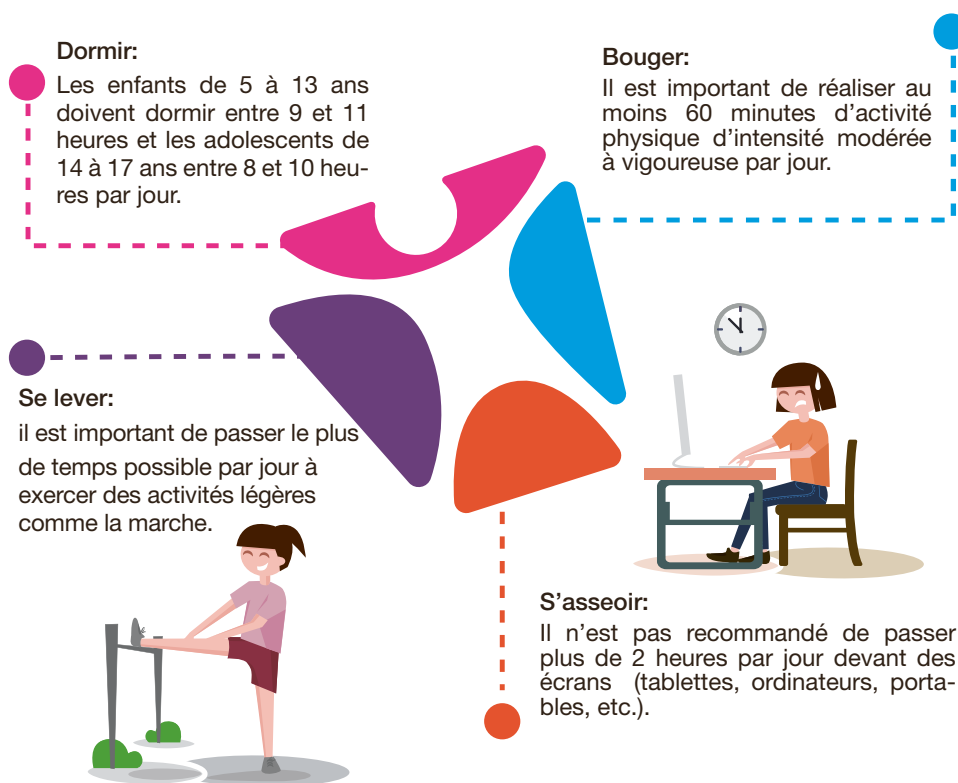 Dormir:
Les enfants de 5 à 13 ans
doivent dormir entre 9 et 11
heures et les adolescents de
14 à 17 ans entre 8 et 10 heu-
res par jour.
Bouger:
Il est important de réaliser au
moins 60 minutes d’activité
physique d’intensité modérée
à vigoureuse par jour.
Se lever:
il est important de passer le plus
de temps possible par jour à
exercer des activités légères
comme la marche.
S’asseoir:
Il n’est pas recommandé de passer
plus de 2 heures par jour devant des
écrans (tablettes, ordinateurs, porta-
bles, etc.).